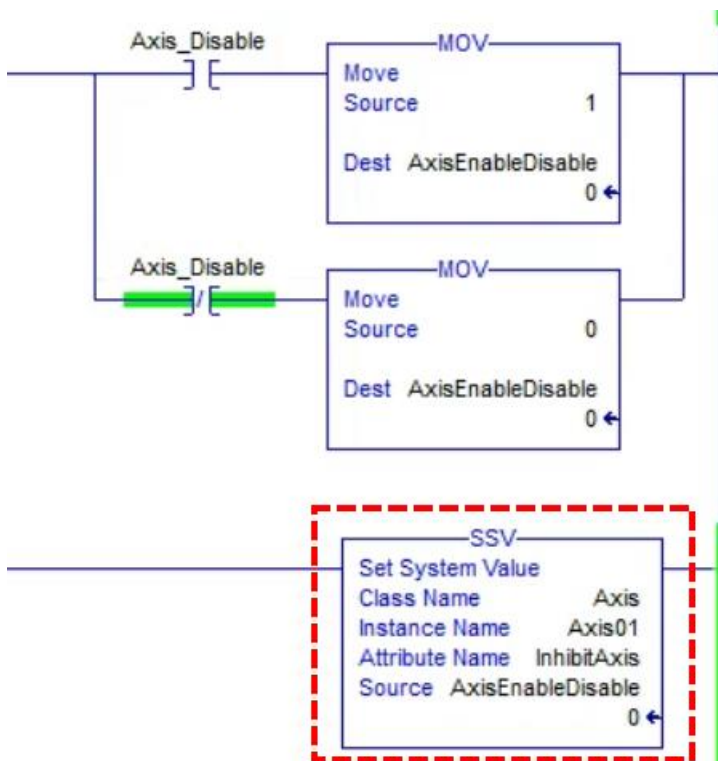 Axis_Disable
MOV
Move
Source 1
Dest AxisEnableDisable
0
Axis_Disable
MOV
Move
Source 0
Dest AxisEnableDisable
0
SSV
Set System Value
Class Name Axis
Instance Name Axis01
Attribute Name InhibitAxis
Source AxisEnableDisable
0